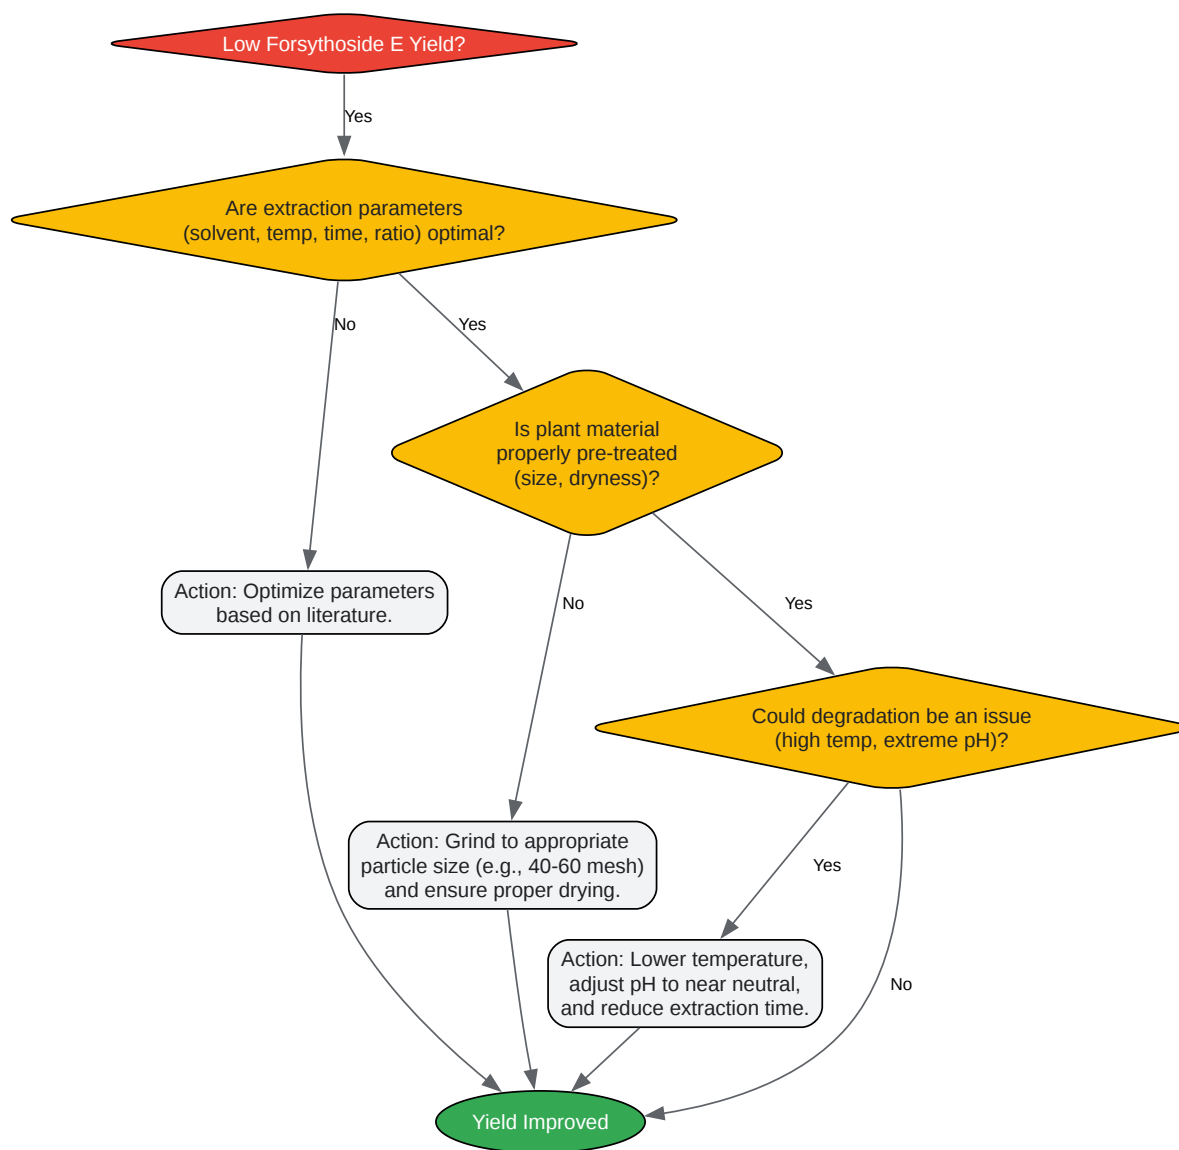 Low Forsythoside E Yield?
Yes
Are extraction parameters
(solvent, temp, time, ratio) optimal?
No
Yes
Is plant material
properly pre-treated
(size, dryness)?
Action: Optimize parameters
based on literature.
No
Yes
Could degradation be an issue
(high temp, extreme pH)?
Action: Grind to appropriate
particle size (e.g., 40-60 mesh)
and ensure proper drying.
Yes
Action: Lower temperature,
adjust pH to near neutral,
and reduce extraction time.
No
Yield Improved